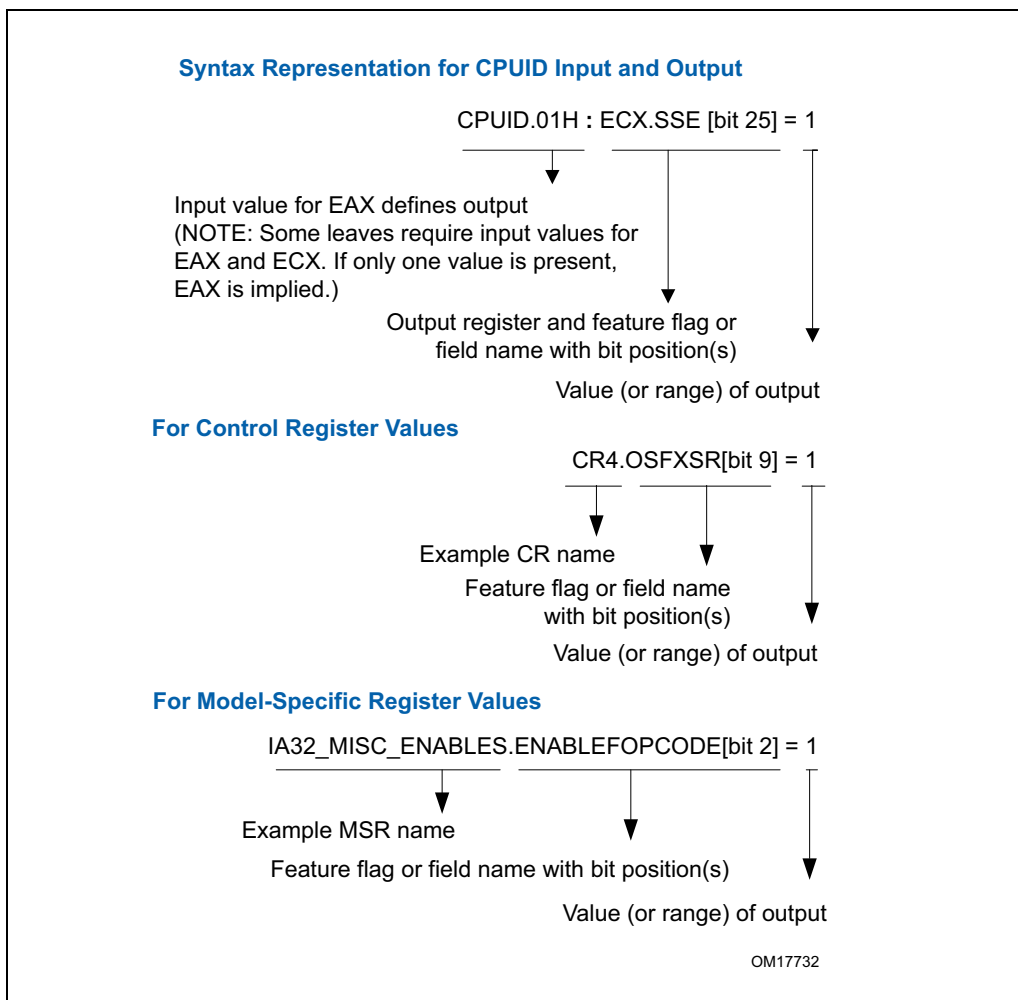 Syntax Representation for CPUID Input and Output
CPUID.01H : ECX.SSE [bit 25] = 1
Input value for EAX defines output
(NOTE: Some leaves require input values for
EAX and ECX. If only one value is present,
EAX is implied.)
Output register and feature flag or
field name with bit position(s)
Value (or range) of output
For Control Register Values
CR4.OSFXSR[bit 9] = 1
Example CR name
Feature flag or field name
with bit position(s)
Value (or range) of output
For Model-Specific Register Values
IA32_MISC_ENABLES.ENABLEFOPCODE[bit 2] = 1
Example MSR name
Feature flag or field name with bit position(s)
Value (or range) of output
OM17732